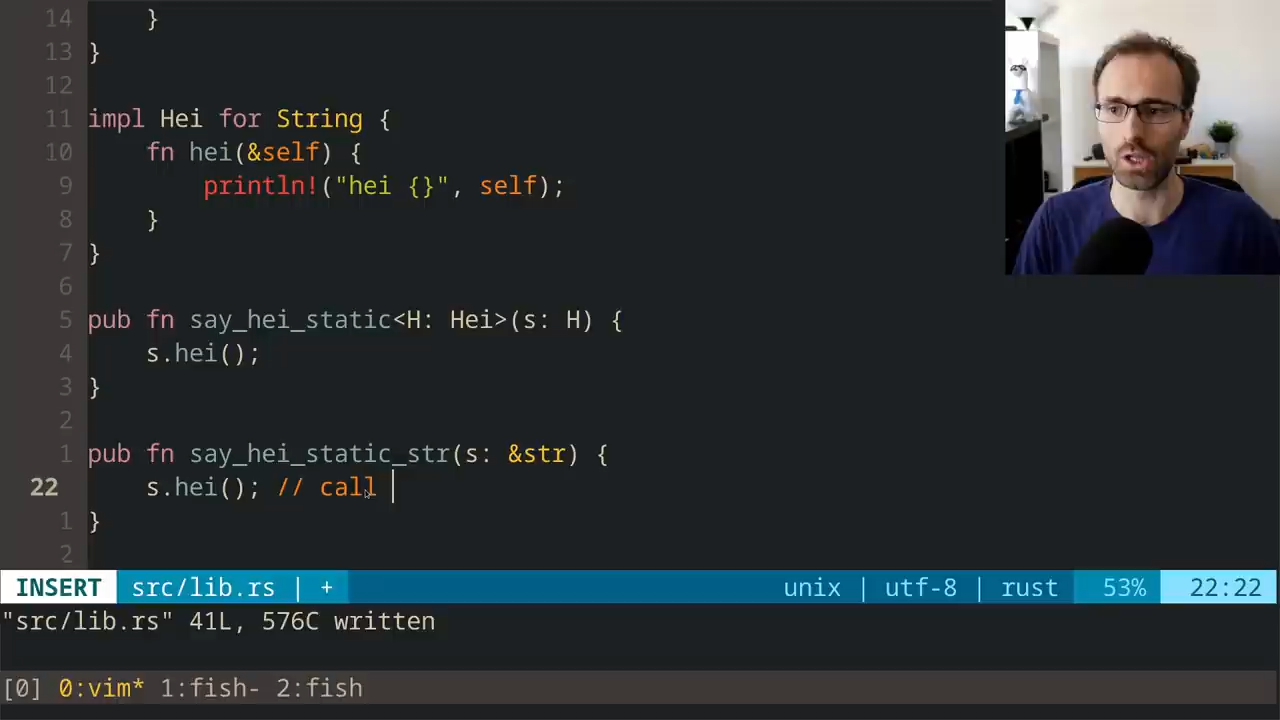 14     }
13 }
12
11 impl Hei for String {
10     fn hei(&self) {
9         println!("hei {}", self);
8     }
7 }
6
5 pub fn say_hei_static<H: Hei>(s: H) {
4     s.hei();
3 }
2
1 pub fn say_hei_static_str(s: &str) {
22     s.hei(); // call
1 }
2
INSERT src/lib.rs | + unix | utf-8 | rust 53% 22:22
"src/lib.rs" 41L, 576C written
[0] 0:vim* 1:fish- 2:fish